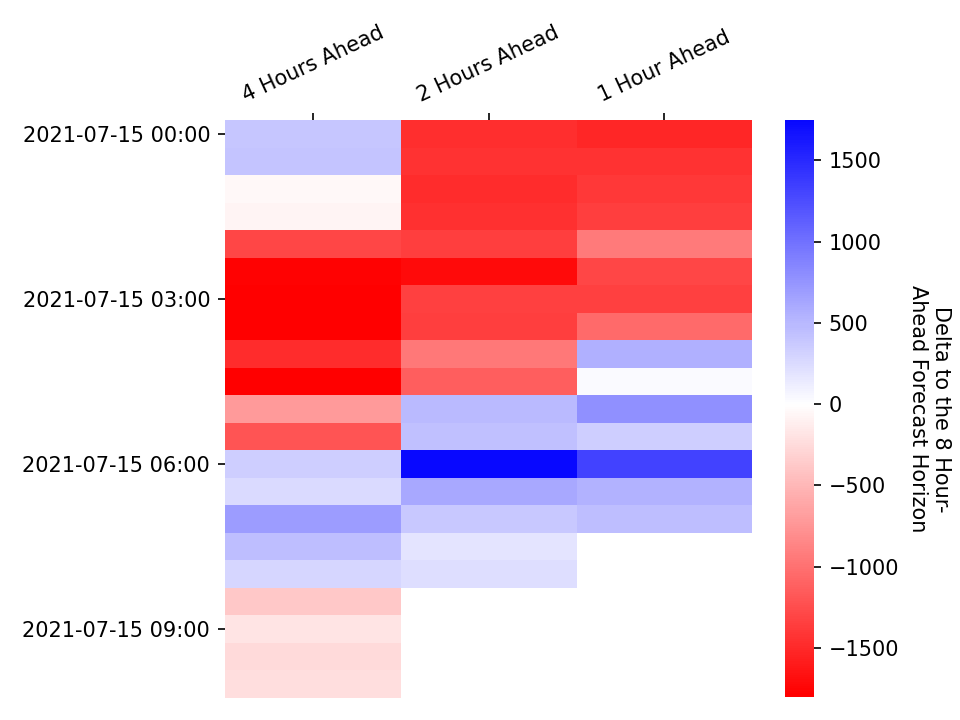 4 Hours Ahead
2 Hours Ahead
1 Hour Ahead
2021-07-15 00:00
2021-07-15 03:00
2021-07-15 06:00
2021-07-15 09:00
1500
1000
500
0
−500
−1000
−1500
Delta to the 8 Hour-
Ahead Forecast Horizon